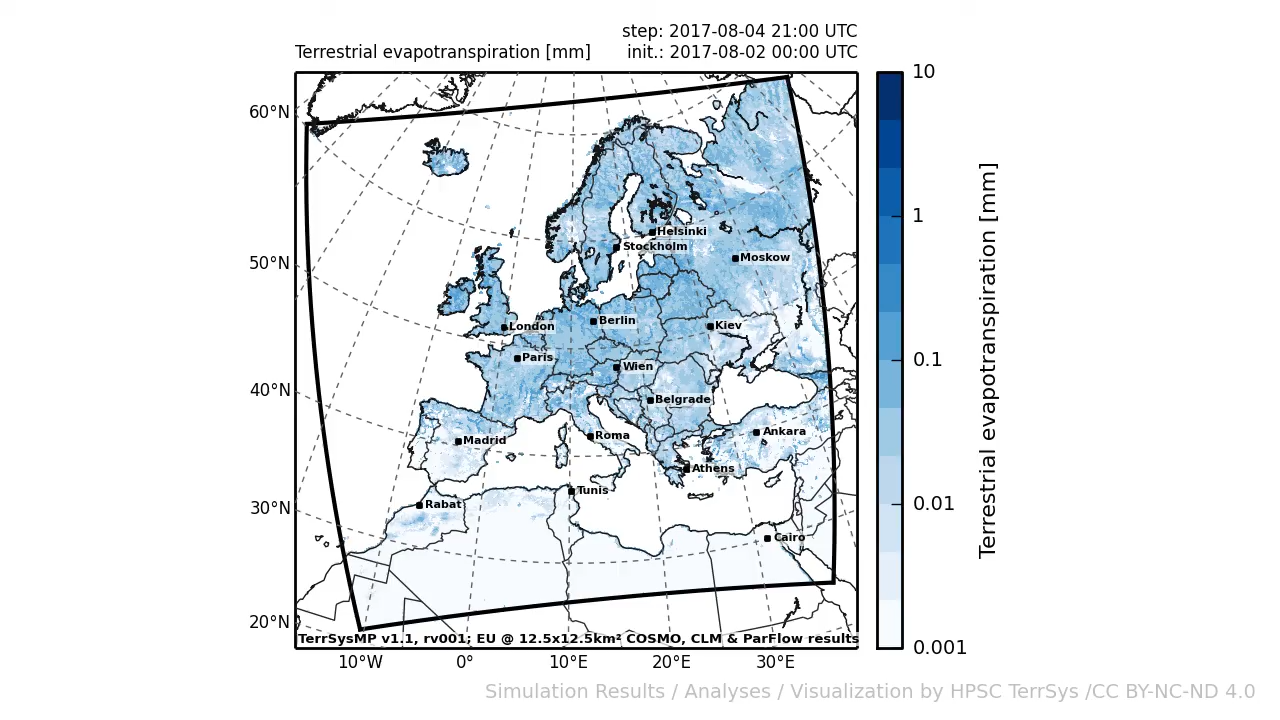 step: 2017-08-04 21:00 UTC
Terrestrial evapotranspiration [mm] init.: 2017-08-02 00:00 UTC
60°N
50°N
40°N
30°N
20°N
10°W
0°
10°E
20°E
30°E
Helsinki
Stockholm
Moskow
London
Berlin
Kiev
Paris
Wien
Belgrade
Madrid
Roma
Ankara
Athens
Tunis
Rabat
Cairo
TerrSysMP v1.1, rv001; EU @ 12.5x12.5km² COSMO, CLM & ParFlow results
10
1
0.1
0.01
0.001
Terrestrial evapotranspiration [mm]
Simulation Results / Analyses / Visualization by HPSC TerrSys /CC BY-NC-ND 4.0